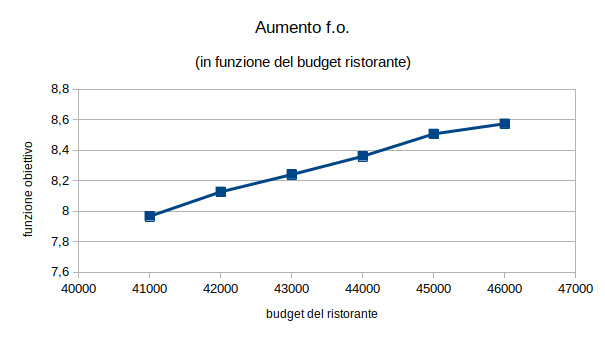 Aumento f.o.
(in funzione del budget ristorante)
funzione obiettivo
8,8
8,6
8,4
8,2
8
7,8
7,6
40000 41000 42000 43000 44000 45000 46000 47000
budget del ristorante